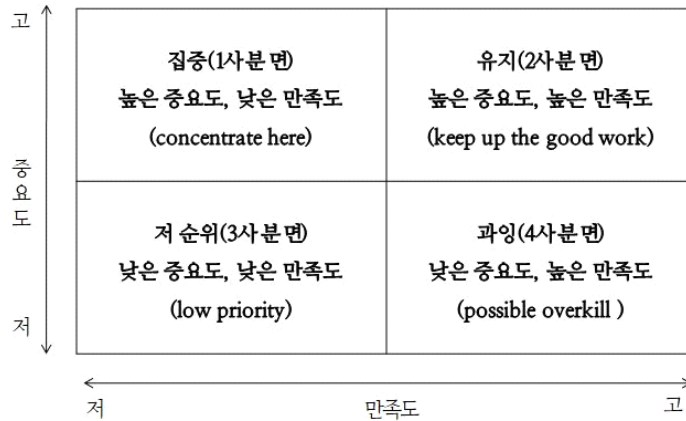 고
집중(1사분면)
높은 중요도, 낮은 만족도
(concentrate here)
유지(2사분면)
높은 중요도, 높은 만족도
(keep up the good work)
중
요
도
저 순위(3사분면)
낮은 중요도, 낮은 만족도
(low priority)
과잉(4사분면)
낮은 중요도, 높은 만족도
(possible overkill )
저
저
만족도
고